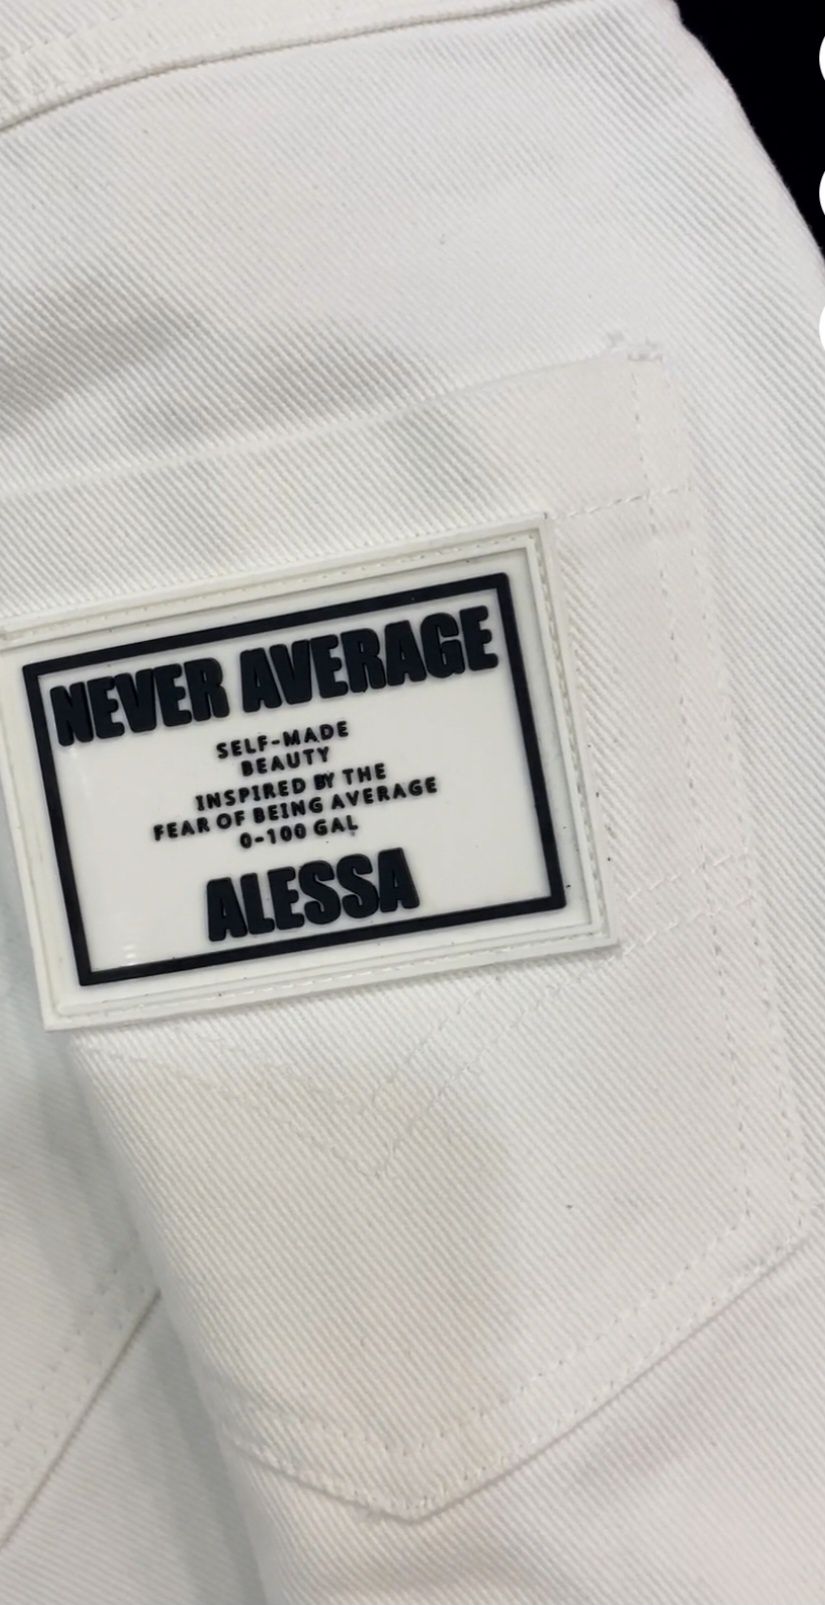 NEVER AVERAGE
SELF-MADE
BEAUTY
INSPIRED BY THE
FEAR OF BEING AVERAGE
0-100 GAL
ALESSA